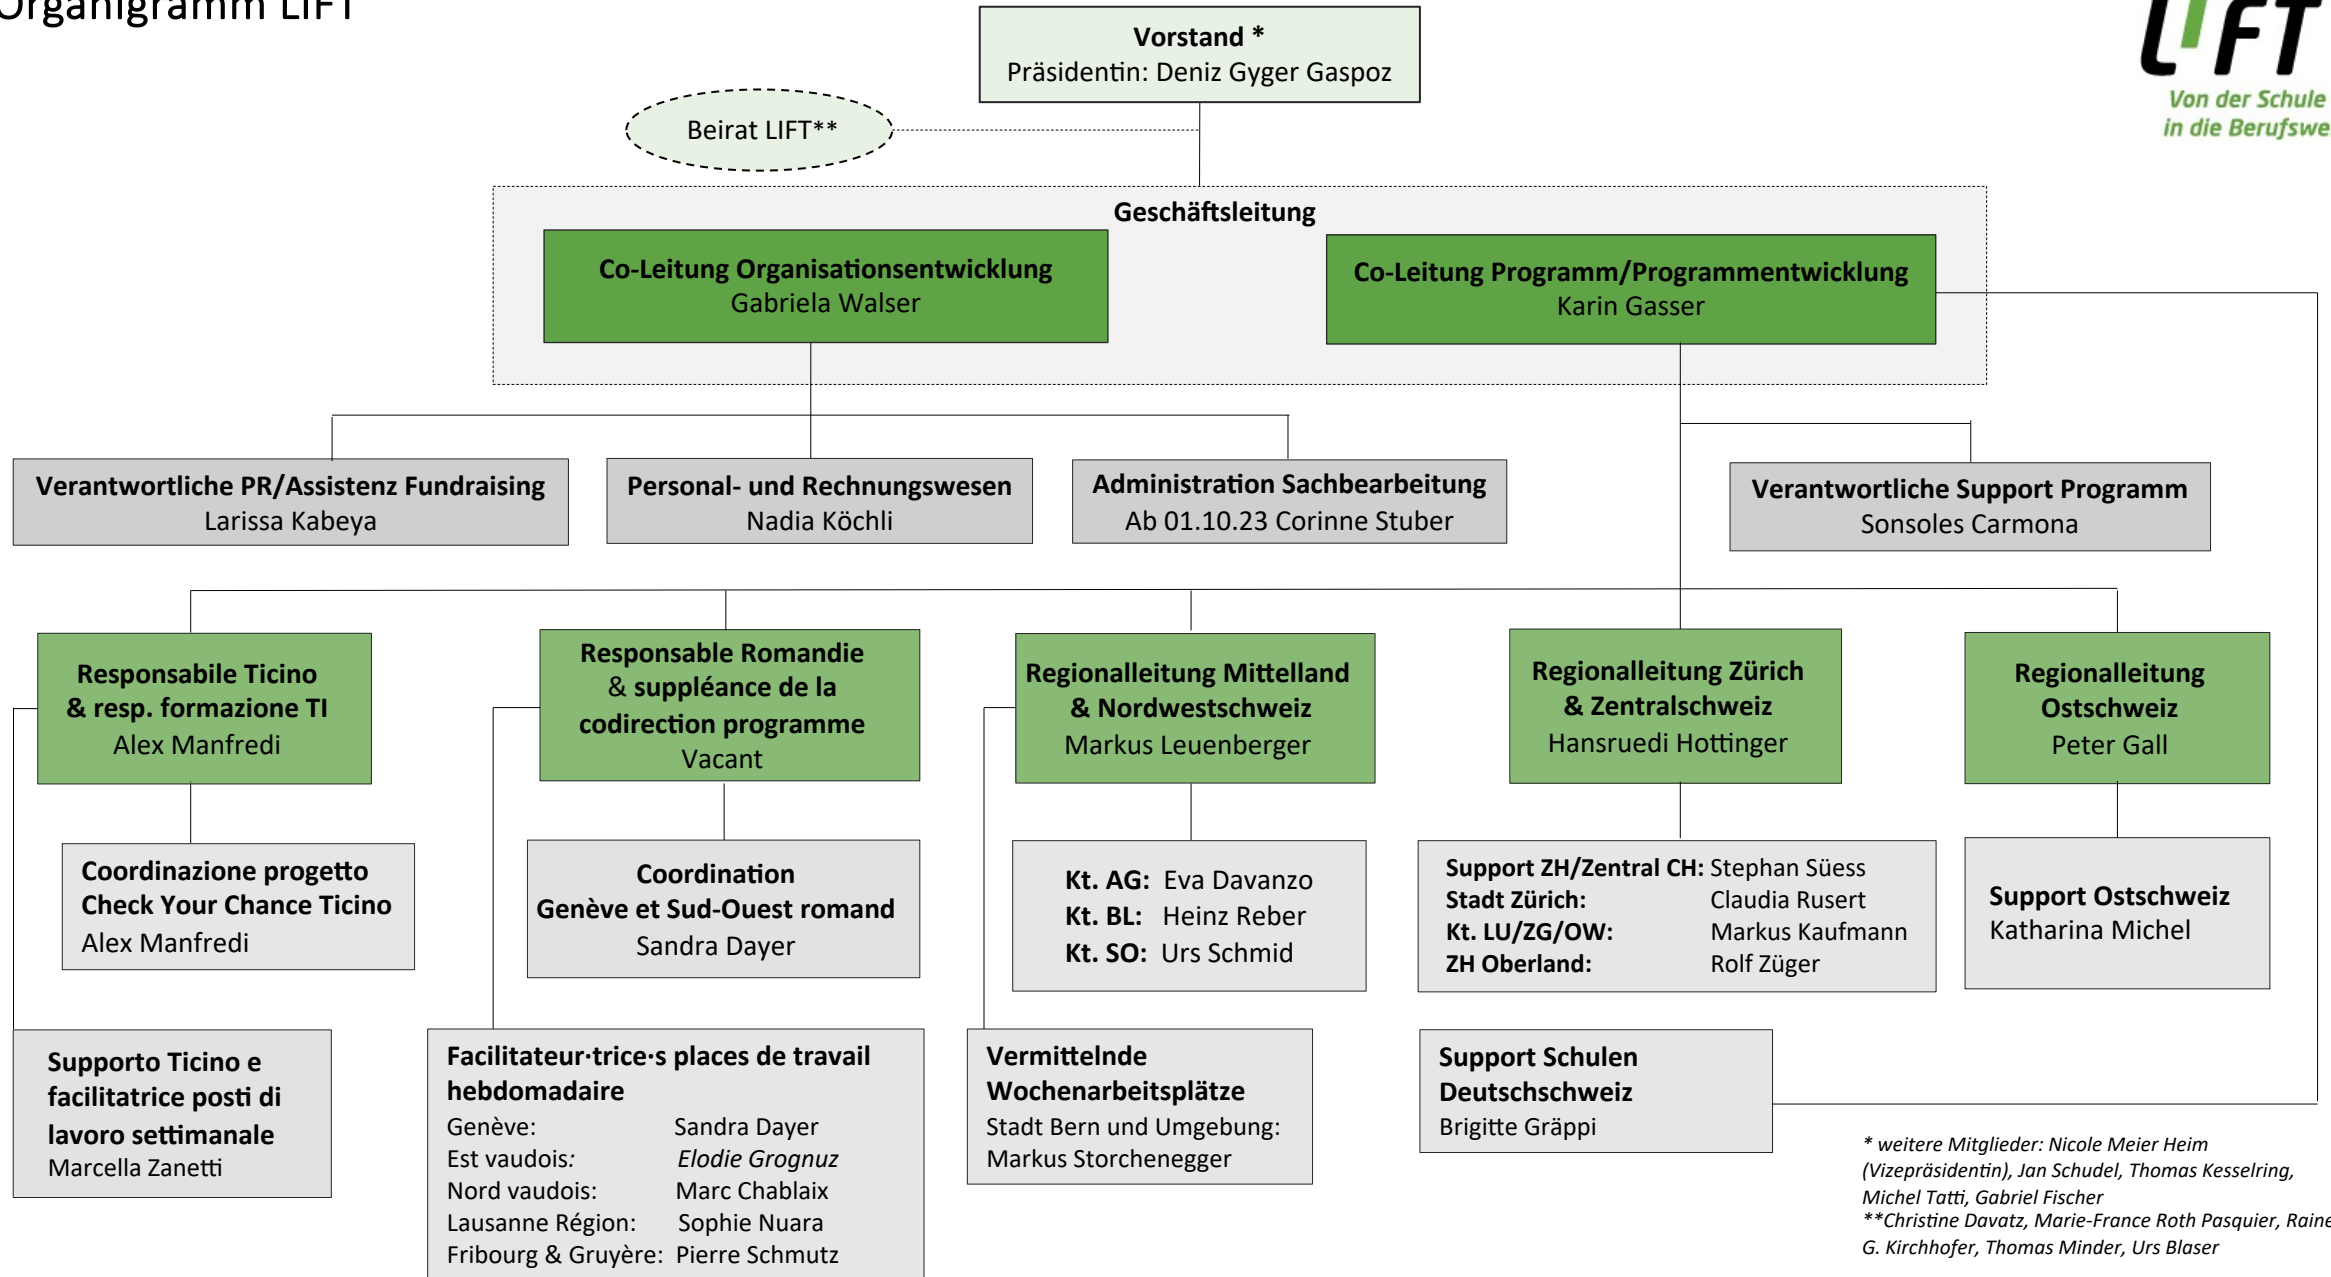 Organigramm LIFT
LIFT
Von der Schule
in die Berufswe
Vorstand *
Präsidentin: Deniz Gyger Gaspoz
Beirat LIFT**
Geschäftsleitung
Co-Leitung Organisationsentwicklung
Gabriela Walser
Co-Leitung Programm/Programmentwicklung
Karin Gasser
Verantwortliche PR/Assistenz Fundraising
Larissa Kabeya
Personal- und Rechnungswesen
Nadia Köchli
Administration Sachbearbeitung
Ab 01.10.23 Corinne Stuber
Verantwortliche Support Programm
Sonsoles Carmona
Responsabile Ticino
& resp. formazione TI
Alex Manfredi
Responsable Romandie
& suppléance de la
codirection programme
Vacant
Regionalleitung Mittelland
& Nordwestschweiz
Markus Leuenberger
Regionalleitung Zürich
& Zentralschweiz
Hansruedi Hottinger
Regionalleitung
Ostschweiz
Peter Gall
Coordinazione progetto
Check Your Chance Ticino
Alex Manfredi
Coordination
Genève et Sud-Ouest romand
Sandra Dayer
Kt. AG: Eva Davanzo
Kt. BL: Heinz Reber
Kt. SO: Urs Schmid
Support ZH/Zentral CH: Stephan Süess
Stadt Zürich: Claudia Rusert
Kt. LU/ZG/OW: Markus Kaufmann
ZH Oberland: Rolf Züger
Support Ostschweiz
Katharina Michel
Supporto Ticino e
facilitatrice posti di
lavoro settimanale
Marcella Zanetti
Facilitateur·trice·s places de travail
hebdomadaire
Genève: Sandra Dayer
Est vaudois: Elodie Grognuz
Nord vaudois: Marc Chablaix
Lausanne Région: Sophie Nuara
Fribourg & Gruyère: Pierre Schmutz
Vermittelnde
Wochenarbeitsplätze
Stadt Bern und Umgebung:
Markus Storchenegger
Support Schulen
Deutschschweiz
Brigitte Gräppi
* weitere Mitglieder: Nicole Meier Heim
(Vizepräsidentin), Jan Schudel, Thomas Kesselring,
Michel Tatti, Gabriel Fischer
**Christine Davatz, Marie-France Roth Pasquier, Raine
G. Kirchhofer, Thomas Minder, Urs Blaser